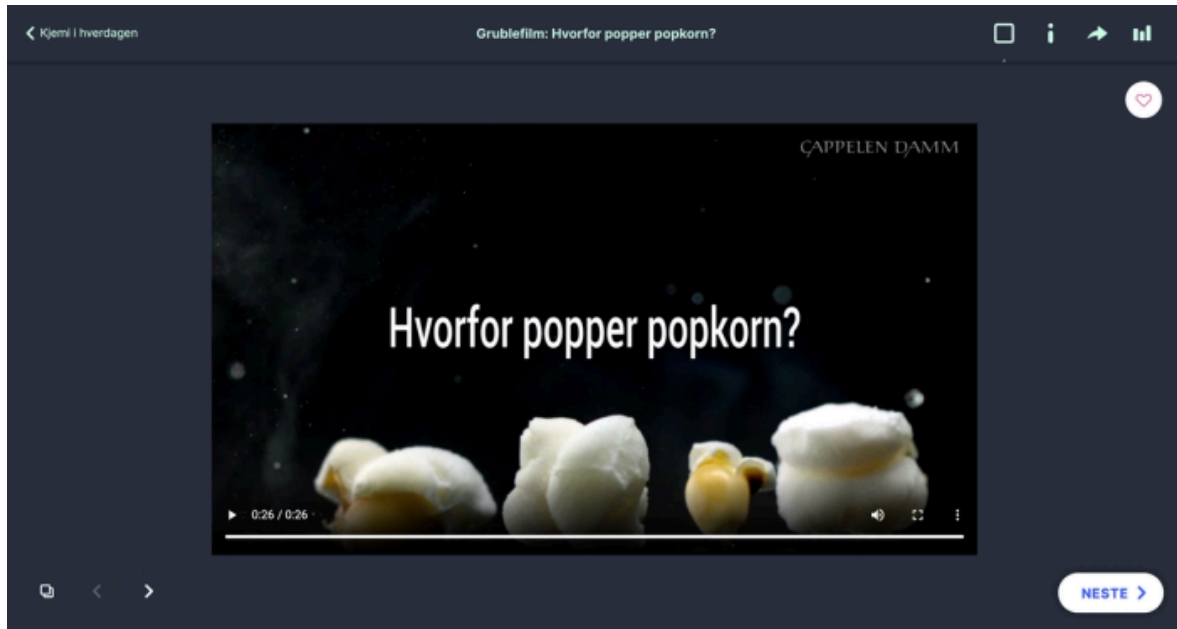 Kjemi i hverdagen
Grublefilm: Hvorfor popper popkorn?
CAPPELEN DAMM
Hvorfor popper popkorn?
0:26 / 0:26
NESTE